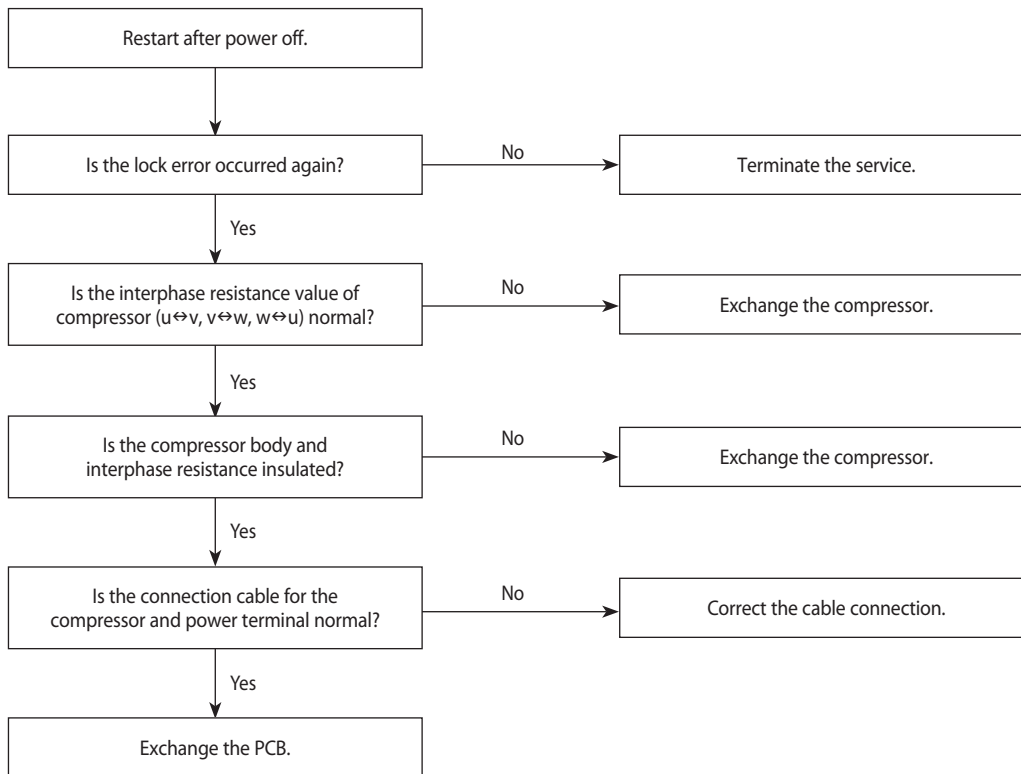 Restart after power off.
Is the lock error occurred again?
No
Terminate the service.
Yes
Is the interphase resistance value of
compressor (u⇔v, v⇔w, w⇔u) normal?
No
Exchange the compressor.
Yes
Is the compressor body and
interphase resistance insulated?
No
Exchange the compressor.
Yes
Is the connection cable for the
compressor and power terminal normal?
No
Correct the cable connection.
Yes
Exchange the PCB.